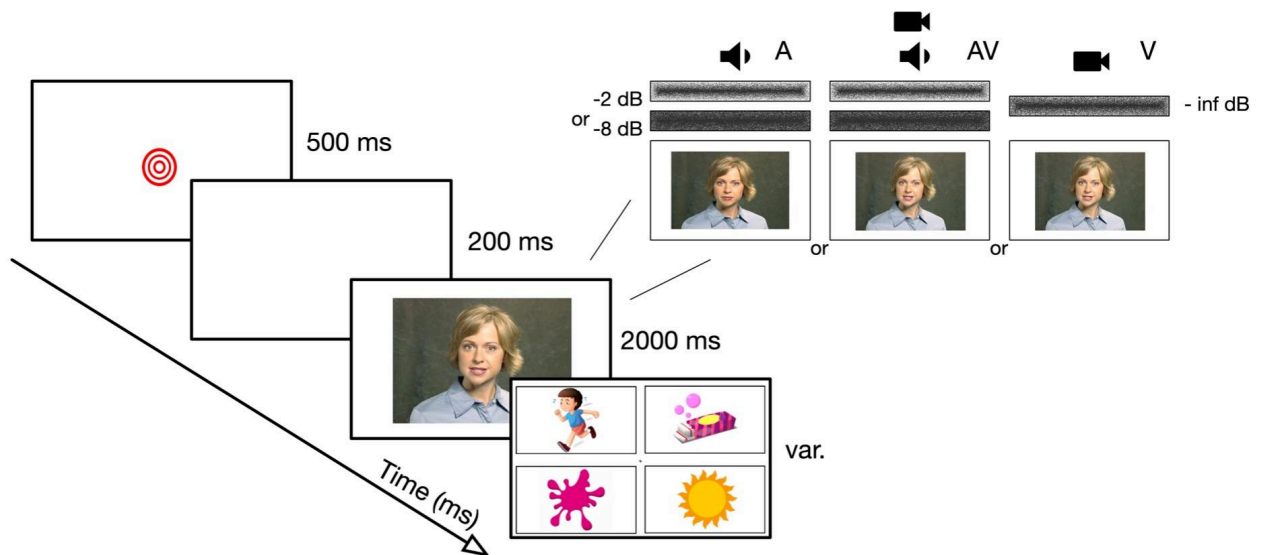 A
AV
V
-2 dB
or -8 dB
- inf dB
or
or
500 ms
200 ms
2000 ms
var.
Time (ms)